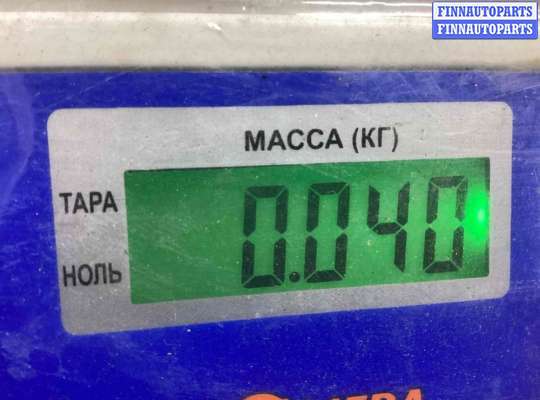 FINNAUTOPARTS
FINNAUTOPARTS
МАССА (КГ)
ТАРА
0.040
НОЛЬ